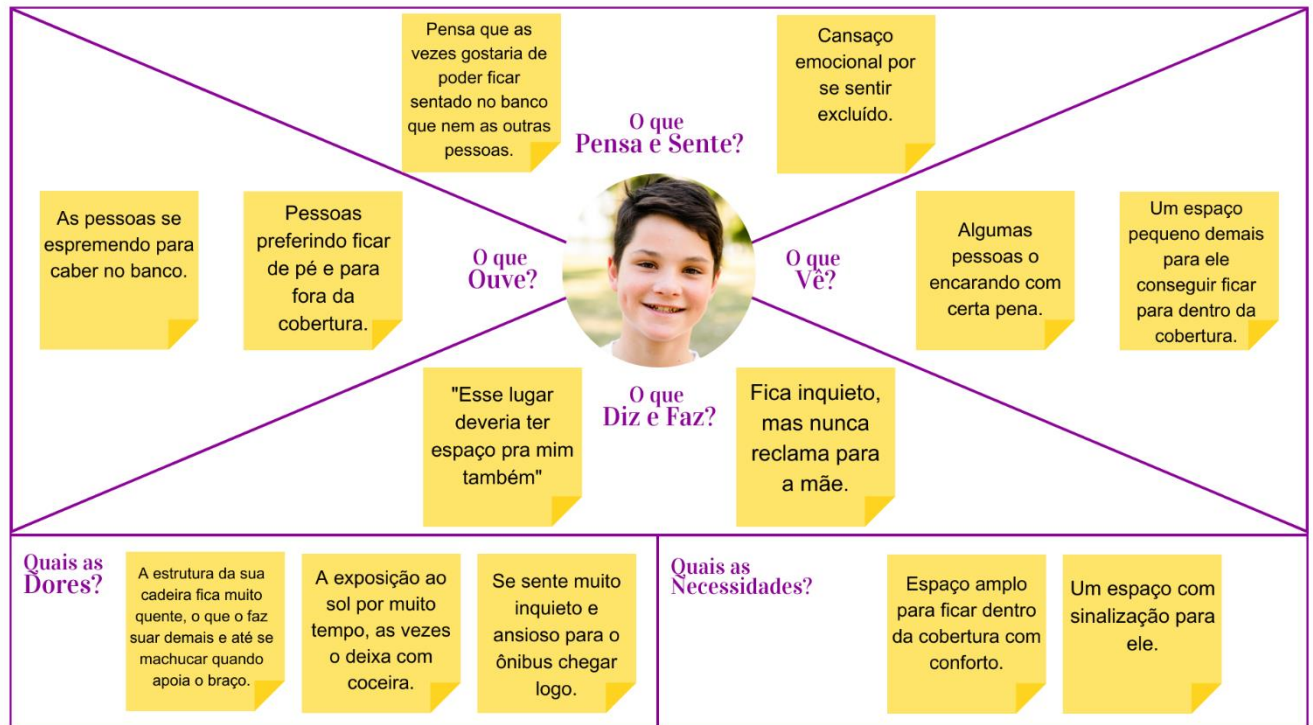 Pensa que as
vezes gostaria de
poder ficar
sentado no banco
que nem as outras
pessoas.
O que
Pensa e Sente?
Cansaço
emocional por
se sentir
excluído.
As pessoas se
espremendo para
caber no banco.
Pessoas
preferindo ficar
de pé e para
fora da
cobertura.
O que
Ouve?
O que
Vê?
Algumas
pessoas o
encarando com
certa pena.
Um espaço
pequeno demais
para ele
conseguir ficar
para dentro da
cobertura.
"Esse lugar
deveria ter
espaço pra mim
também"
O que
Diz e Faz?
Fica inquieto,
mas nunca
reclama para
a mãe.
Quais as
Dores?
A estrutura da sua
cadeira fica muito
quente, o que o faz
suar demais e até se
machucar quando
apoia o braço.
A exposição ao
sol por muito
tempo, as vezes
o deixa com
coceira.
Se sente muito
inquieto e
ansioso para o
ônibus chegar
logo.
Quais as
Necessidades?
Espaço amplo
para ficar dentro
da cobertura com
conforto.
Um espaço com
sinalização para
ele.